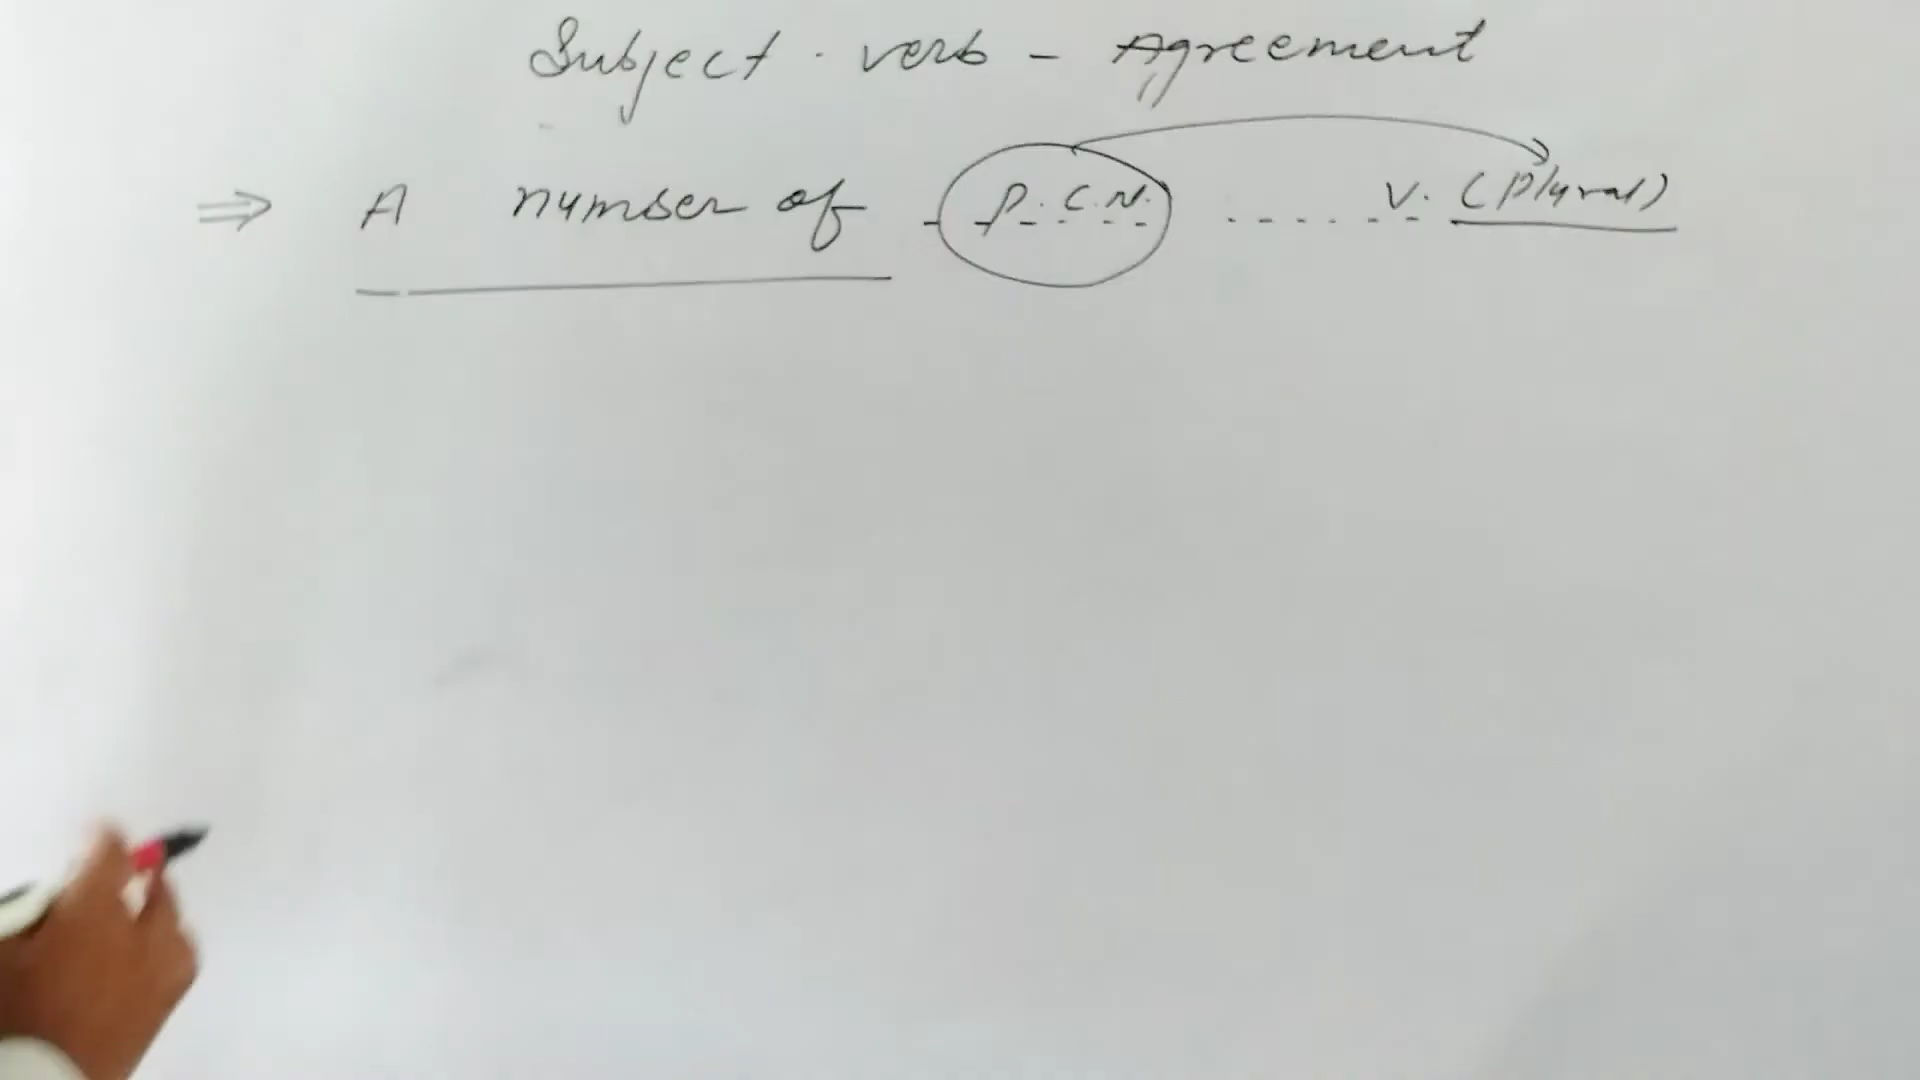 Subject - verb - Agreement
⇒ A number of - P. C. N. ...... V. (Plural)